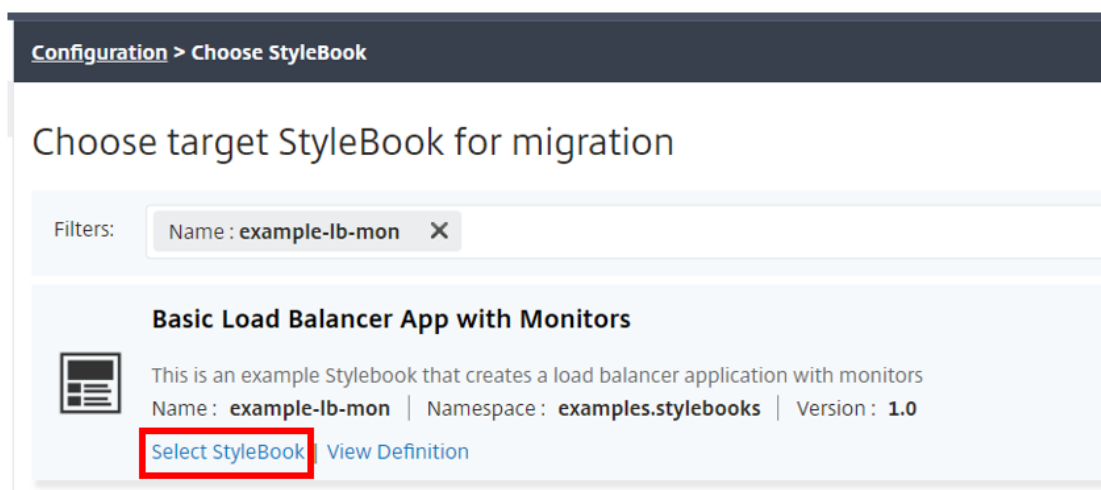 Configuration > Choose StyleBook
Choose target StyleBook for migration
Filters: Name : example-lb-mon ✕
Basic Load Balancer App with Monitors
This is an example Stylebook that creates a load balancer application with monitors
Name : example-lb-mon | Namespace : examples.stylebooks | Version : 1.0
Select StyleBook | View Definition